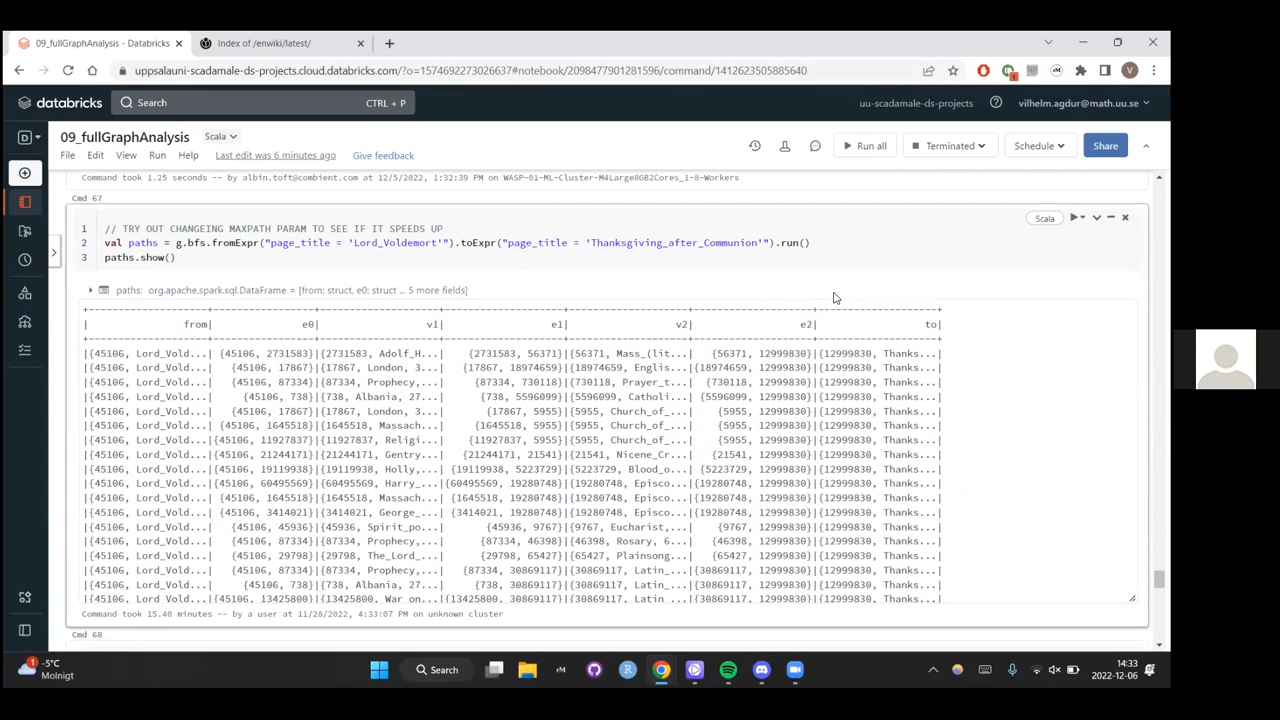 09_fullGraphAnalysis - Databricks
Index of /enwiki/latest/
uppsalauni-scadamale-ds-projects.cloud.databricks.com/?o=1574692273026637#notebook/2098477901281596/command/1412623505885640
V
databricks
Search
CTRL + P
uu-scadamale-ds-projects
vilhelm.agdur@math.uu.se
D
09_fullGraphAnalysis
Scala
File
Edit
View
Run
Help
Last edit was 6 minutes ago
Give feedback
Run all
Terminated
Schedule
Share
Command took 1.25 seconds -- by albin.toft@combient.com at 12/5/2022, 1:32:39 PM on WASP-01-ML-Cluster-M4Large8GB2Cores_1-8-Workers
Cmd 67
Scala
1 // TRY OUT CHANGEING MAXPATH PARAM TO SEE IF IT SPEEDS UP
2 val paths = g.bfs.fromExpr("page_title = 'Lord_Voldemort'").toExpr("page_title = 'Thanksgiving_after_Communion'").run()
3 paths.show()
paths: org.apache.spark.sql.DataFrame = [from: struct, e0: struct ... 5 more fields]
+--------------------+----------------+--------------------+--------------------+--------------------+--------------------+--------------------+
| from| e0| v1| e1| v2| e2| to|
+--------------------+----------------+--------------------+--------------------+--------------------+--------------------+--------------------+
|{45106, Lord_Vold...| {45106, 2731583}|{2731583, Adolf_H...| {2731583, 56371}|{56371, Mass_(lit...| {56371, 12999830}|{12999830, Thanks...|
|{45106, Lord_Vold...| {45106, 17867}|{17867, London, 3...| {17867, 18974659}|{18974659, Englis...|{18974659, 12999830}|{12999830, Thanks...|
|{45106, Lord_Vold...| {45106, 87334}|{87334, Prophecy,...| {87334, 730118}|{730118, Prayer_t...| {730118, 12999830}|{12999830, Thanks...|
|{45106, Lord_Vold...| {45106, 738}|{738, Albania, 27...| {738, 5596099}|{5596099, Catholi...| {5596099, 12999830}|{12999830, Thanks...|
|{45106, Lord_Vold...| {45106, 17867}|{17867, London, 3...| {17867, 5955}|{5955, Church_of_...| {5955, 12999830}|{12999830, Thanks...|
|{45106, Lord_Vold...| {45106, 1645518}|{1645518, Massach...| {1645518, 5955}|{5955, Church_of_...| {5955, 12999830}|{12999830, Thanks...|
|{45106, Lord_Vold...|{45106, 11927837}|{11927837, Religi...| {11927837, 5955}|{5955, Church_of_...| {5955, 12999830}|{12999830, Thanks...|
|{45106, Lord_Vold...|{45106, 21244171}|{21244171, Gentry...| {21244171, 21541}|{21541, Nicene_Cr...| {21541, 12999830}|{12999830, Thanks...|
|{45106, Lord_Vold...|{45106, 19119938}|{19119938, Holly,...| {19119938, 5223729}|{5223729, Blood_o...| {5223729, 12999830}|{12999830, Thanks...|
|{45106, Lord_Vold...|{45106, 60495599}|{60495599, Harry_...|{60495599, 19280748}|{19280748, Episco...|{19280748, 12999830}|{12999830, Thanks...|
|{45106, Lord_Vold...| {45106, 1645518}|{1645518, Massach...| {1645518, 19280748}|{19280748, Episco...|{19280748, 12999830}|{12999830, Thanks...|
|{45106, Lord_Vold...| {45106, 3414021}|{3414021, George_...| {3414021, 19280748}|{19280748, Episco...|{19280748, 12999830}|{12999830, Thanks...|
|{45106, Lord_Vold...| {45106, 45936}|{45936, Spirit_po...| {45936, 9767}|{9767, Eucharist,...| {9767, 12999830}|{12999830, Thanks...|
|{45106, Lord_Vold...| {45106, 87334}|{87334, Prophecy,...| {87334, 46398}|{46398, Rosary, 6...| {46398, 12999830}|{12999830, Thanks...|
|{45106, Lord_Vold...| {45106, 29798}|{29798, The_Lord_...| {29798, 65427}|{65427, Plainsong...| {65427, 12999830}|{12999830, Thanks...|
|{45106, Lord_Vold...| {45106, 87334}|{87334, Prophecy,...| {87334, 30869117}|{30869117, Latin_...|{30869117, 12999830}|{12999830, Thanks...|
|{45106, Lord_Vold...| {45106, 738}|{738, Albania, 27...| {738, 30869117}|{30869117, Latin_...|{30869117, 12999830}|{12999830, Thanks...|
|{45106, Lord_Vold...|{45106, 13425800}|{13425800, War_on...|{13425800, 30869117}|{30869117, Latin_...|{30869117, 12999830}|{12999830, Thanks...|
Command took 15.40 minutes -- by a user at 11/28/2022, 4:33:07 PM on unknown cluster
Cmd 68
-5°C
Molnigt
Search
14:33
2022-12-06